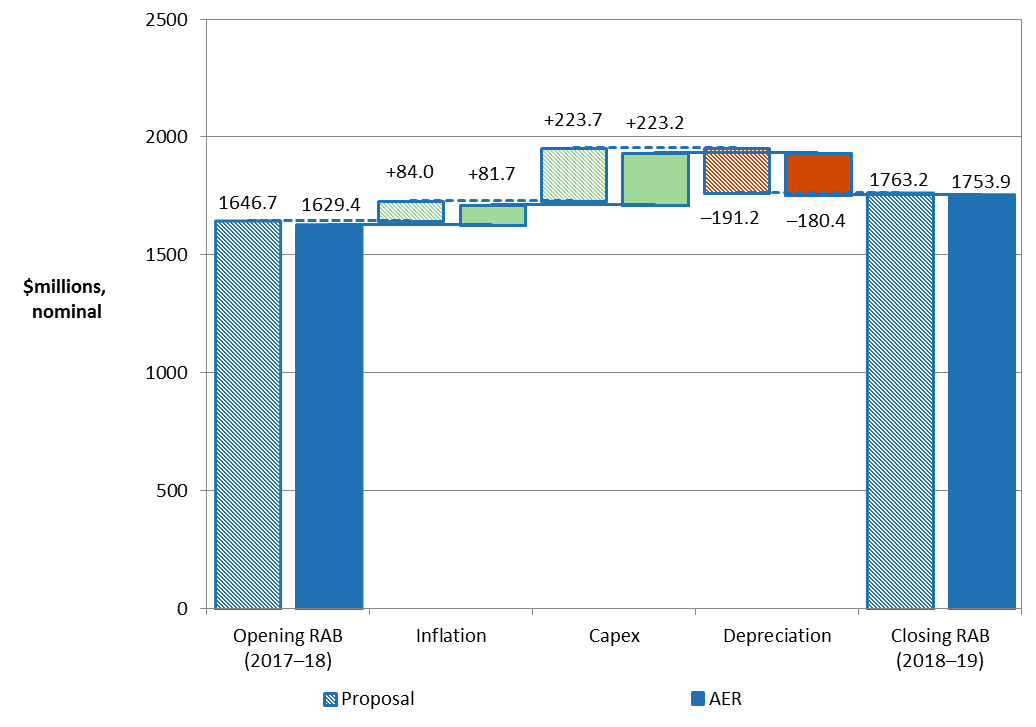 2500
2000
1500
1000
500
0
$millions,
nominal
1646.7
1629.4
+84.0
+81.7
+223.7
+223.2
–191.2
–180.4
1763.2
1753.9
Opening RAB
(2017–18)
Inflation
Capex
Depreciation
Closing RAB
(2018–19)
Proposal
AER